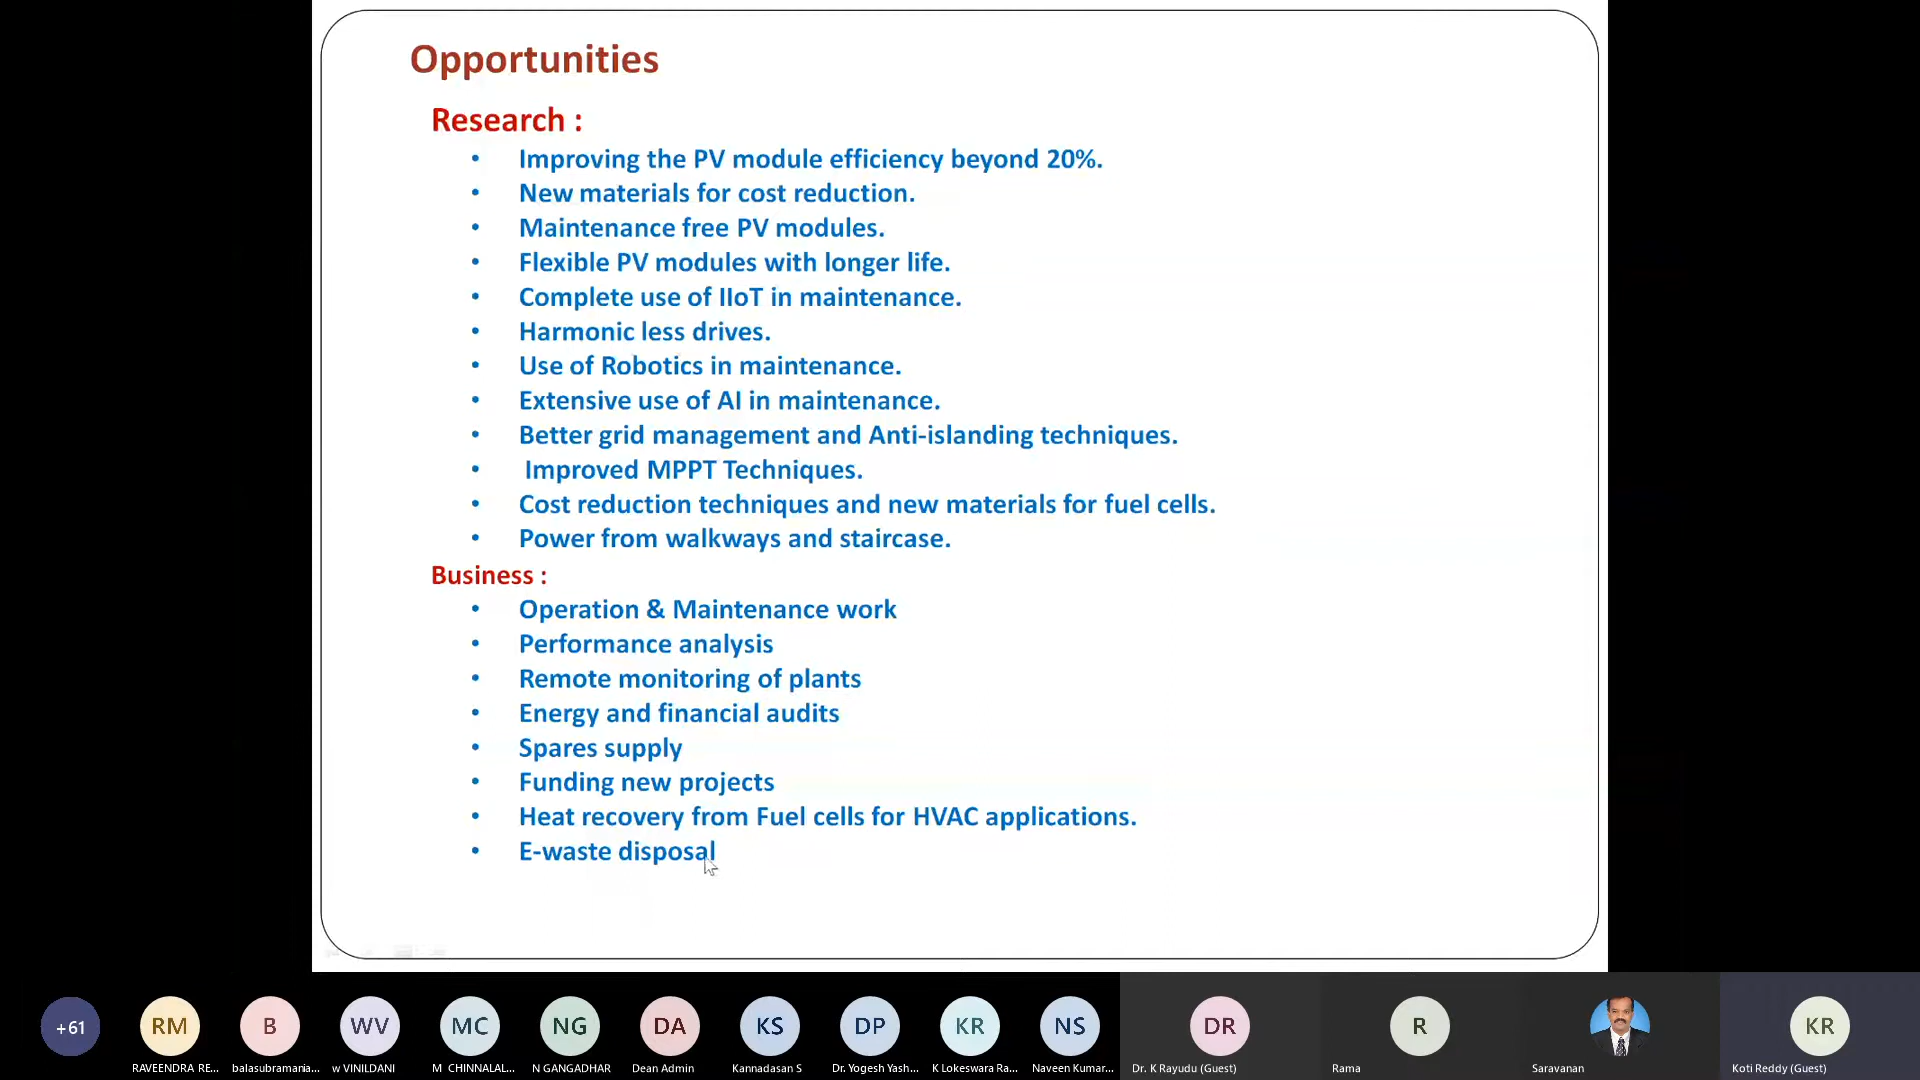 Opportunities
Research :
• Improving the PV module efficiency beyond 20%.
• New materials for cost reduction.
• Maintenance free PV modules.
• Flexible PV modules with longer life.
• Complete use of IIoT in maintenance.
• Harmonic less drives.
• Use of Robotics in maintenance.
• Extensive use of AI in maintenance.
• Better grid management and Anti-islanding techniques.
• Improved MPPT Techniques.
• Cost reduction techniques and new materials for fuel cells.
• Power from walkways and staircase.
Business :
• Operation & Maintenance work
• Performance analysis
• Remote monitoring of plants
• Energy and financial audits
• Spares supply
• Funding new projects
• Heat recovery from Fuel cells for HVAC applications.
• E-waste disposal
+61 RM B WV MC NG DA KS DP KR NS DR R KR
RAVEENDRA RE... balasubramania... w VINILDANI M CHINNALAL... N GANGADHAR Dean Admin Kannadasan S Dr. Yogesh Yash... K Lokeswara Ra... Naveen Kumar... Dr. K Rayudu (Guest) Rama Saravanan Koti Reddy (Guest)